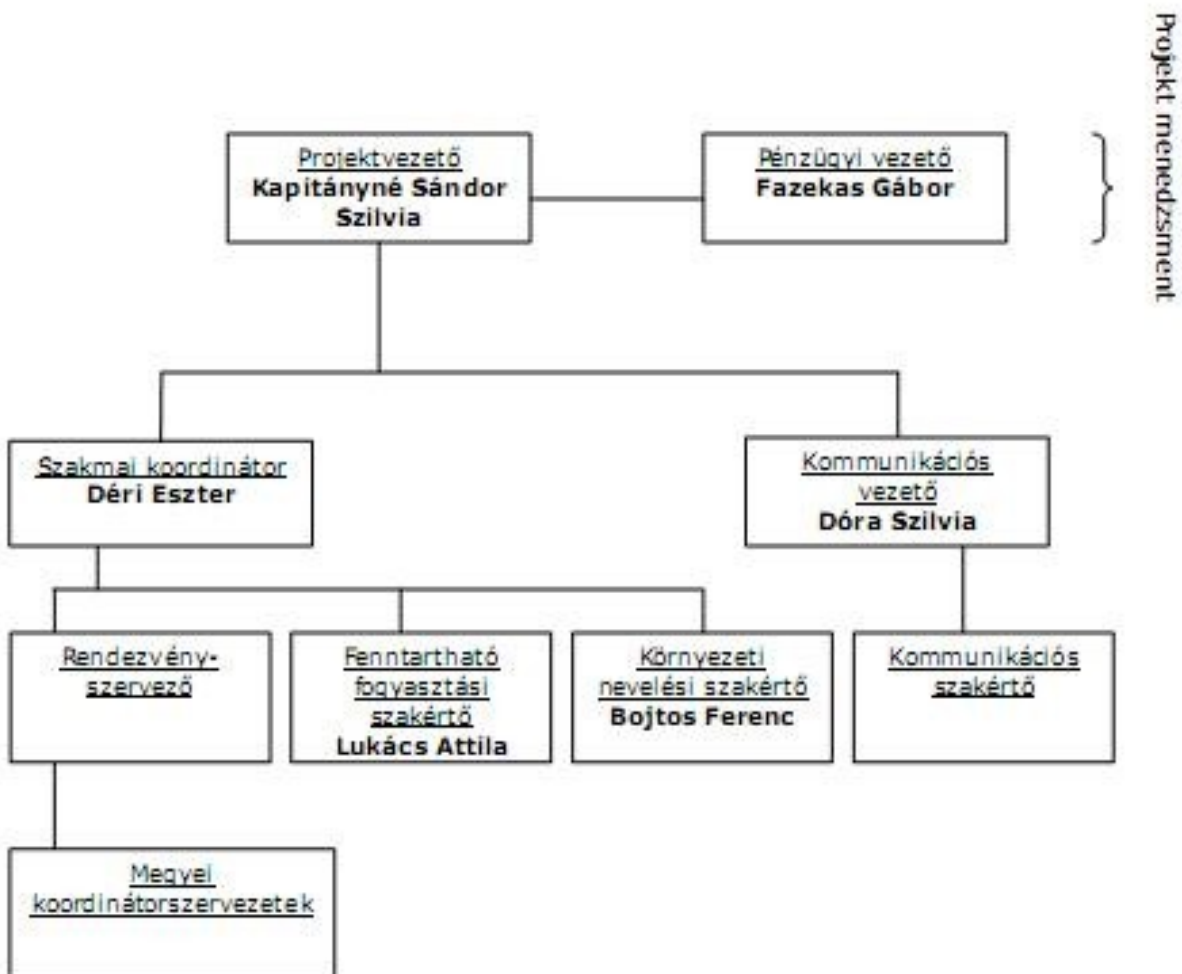 Projekt menedzsment
Projektvezető
Kapitányné Sándor
Szilvia
Pénzügyi vezető
Fazekas Gábor
Szakmai koordinátor
Déri Eszter
Kommunikációs
vezető
Dóra Szilvia
Rendezvény-
szervező
Fenntartható
fogyasztási
szakértő
Lukács Attila
Környezeti
nevelési szakértő
Bojtos Ferenc
Kommunikációs
szakértő
Megyei
koordinátorszervezetek